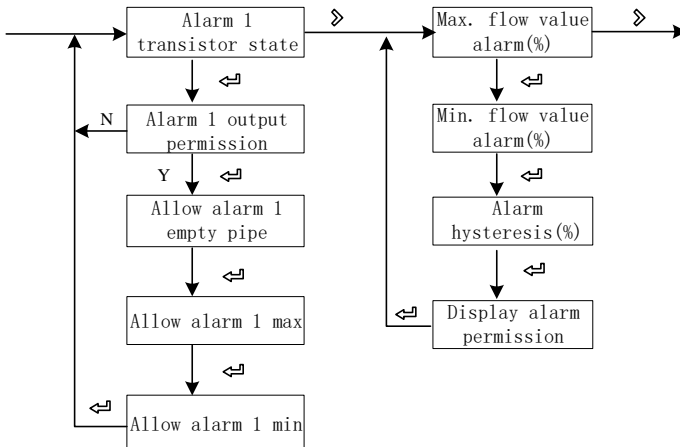 Alarm 1
transistor state
Max. flow value
alarm(%)
N
Alarm 1 output
permission
Min. flow value
alarm(%)
Y
Allow alarm 1
empty pipe
Alarm
hysteresis(%)
Allow alarm 1 max
Display alarm
permission
Allow alarm 1 min